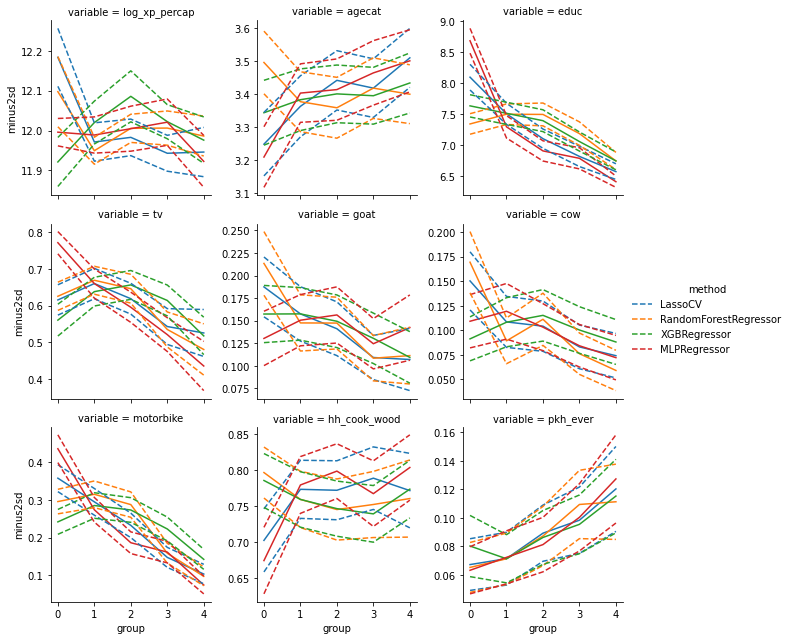 variable = log_xp_percap
variable = agecat
variable = educ
minus2sd
12.2
12.1
12.0
11.9
3.6
3.5
3.4
3.3
3.2
3.1
9.0
8.5
8.0
7.5
7.0
6.5
variable = tv
variable = goat
variable = cow
minus2sd
0.8
0.7
0.6
0.5
0.4
0.250
0.225
0.200
0.175
0.150
0.125
0.100
0.075
0.200
0.175
0.150
0.125
0.100
0.075
0.050
method
LassoCV
RandomForestRegressor
XGBRegressor
MLPRegressor
variable = motorbike
variable = hh_cook_wood
variable = pkh_ever
minus2sd
0.4
0.3
0.2
0.1
0.85
0.80
0.75
0.70
0.65
0.16
0.14
0.12
0.10
0.08
0.06
0 1 2 3 4
0 1 2 3 4
0 1 2 3 4
group
group
group